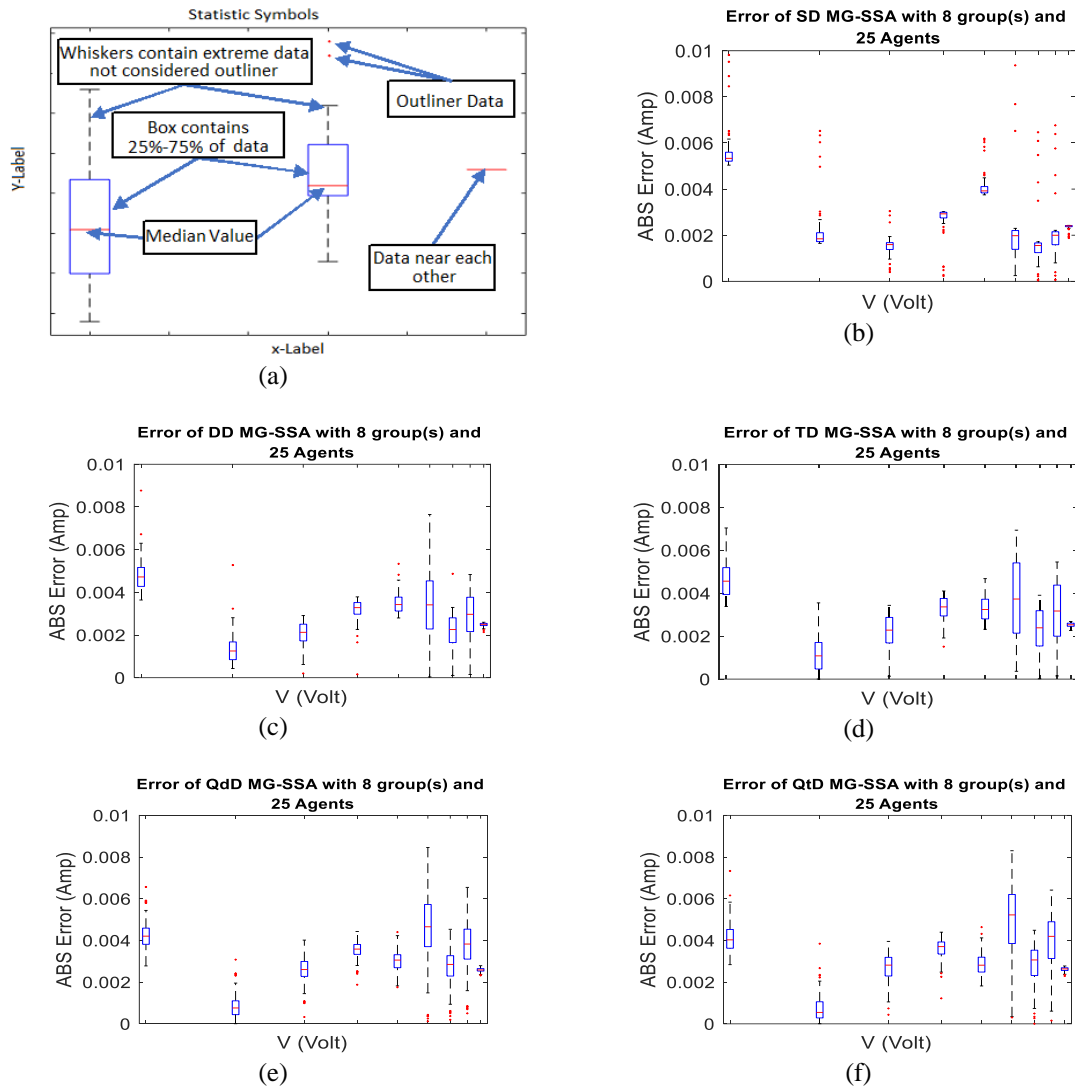 Statistic Symbols
Whiskers contain extreme data
not considered outliner
Outliner Data
Box contains
25%-75% of data
Median Value
Data near each
other
Y-Label
x-Label
(a)
Error of SD MG-SSA with 8 group(s) and
25 Agents
0.01
0.008
0.006
0.004
0.002
0
ABS Error (Amp)
V (Volt)
(b)
Error of DD MG-SSA with 8 group(s) and
25 Agents
0.01
0.008
0.006
0.004
0.002
0
ABS Error (Amp)
V (Volt)
(c)
Error of TD MG-SSA with 8 group(s) and
25 Agents
0.01
0.008
0.006
0.004
0.002
0
ABS Error (Amp)
V (Volt)
(d)
Error of QdD MG-SSA with 8 group(s) and
25 Agents
0.01
0.008
0.006
0.004
0.002
0
ABS Error (Amp)
V (Volt)
(e)
Error of QtD MG-SSA with 8 group(s) and
25 Agents
0.01
0.008
0.006
0.004
0.002
0
ABS Error (Amp)
V (Volt)
(f)